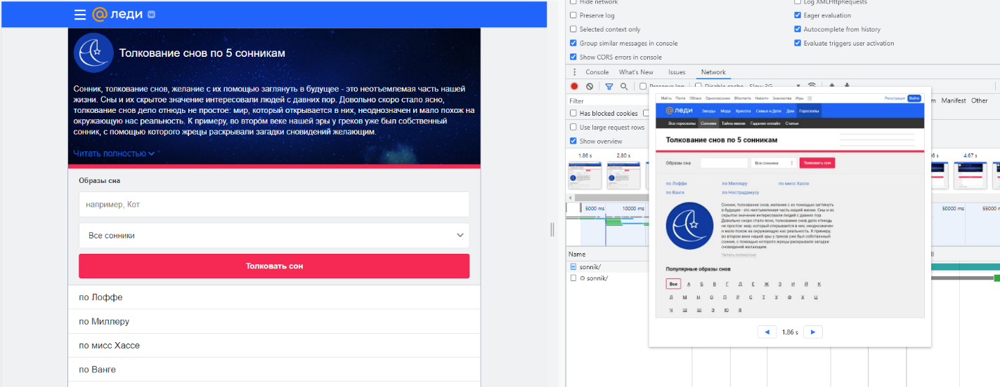 @ леди
Толкование снов по 5 сонникам
Сонник, толкование снов, желание с их помощью заглянуть в будущее - это неотъемлемая часть нашей
жизни. Сны и их скрытое значение интересовали людей с давних пор. Довольно скоро стало ясно,
толкование снов дело отнюдь не простое: мир, который открывается в них, неоднозначен и мало похож на
окружающую нас реальность. К примеру, во втором веке нашей эры у греков уже был собственный
сонник, с помощью которого жрецы раскрывали загадки сновидений желающим.
Читать полностью
Образы сна
например, Кот
Все сонники
Толковать сон
по Лоффе
по Миллеру
по мисс Хассе
по Ванге
Hide network Log XMLHttpRequests
Preserve log Eager evaluation
Selected context only Autocomplete from history
Group similar messages in console Evaluate triggers user activation
Show CORS errors in console
Console What's New Issues Network
Preserve log Disable cache Slow 3G
Filter Manifest Other
Has blocked cookies
Use large request rows
Show overview
1.86 s 2.80 s 4.67 s
5000 ms 10000 ms 50000 ms 55000
Name
sonnik/
sonnik/
Mail.ru Почта Облако Одноклассники ВКонтакте Новости Знакомства Игры Регистрация Войти
@ леди Звезды Мода Красота Семья и Дети Дом Гороскопы
Все гороскопы Сонники Тайна имени Гадания онлайн Статьи
Толкование снов по 5 сонникам
Образы сна Все сонники Толковать сон
по Лоффе по Миллеру по мисс Хассе
по Ванге по Нострадамусу
Сонник, толкование снов, желание с их помощью заглянуть
в будущее - это неотъемлемая часть нашей жизни. Сны и их
скрытое значение интересовали людей с давних пор.
Довольно скоро стало ясно, толкование снов дело отнюдь
не простое: мир, который открывается в них, неоднозначен
и мало похож на окружающую нас реальность. К примеру,
во втором веке нашей эры у греков уже был собственный
сонник, с помощью которого жрецы раскрывали загадки
сновидений желающим.
Читать полностью
Популярные образы снов
Все А Б В Г Д Е Ж З И Й К
Л М Н О П Р С Т У Ф Х Ц
Ч Ш Щ Э Ю Я
1.86 s